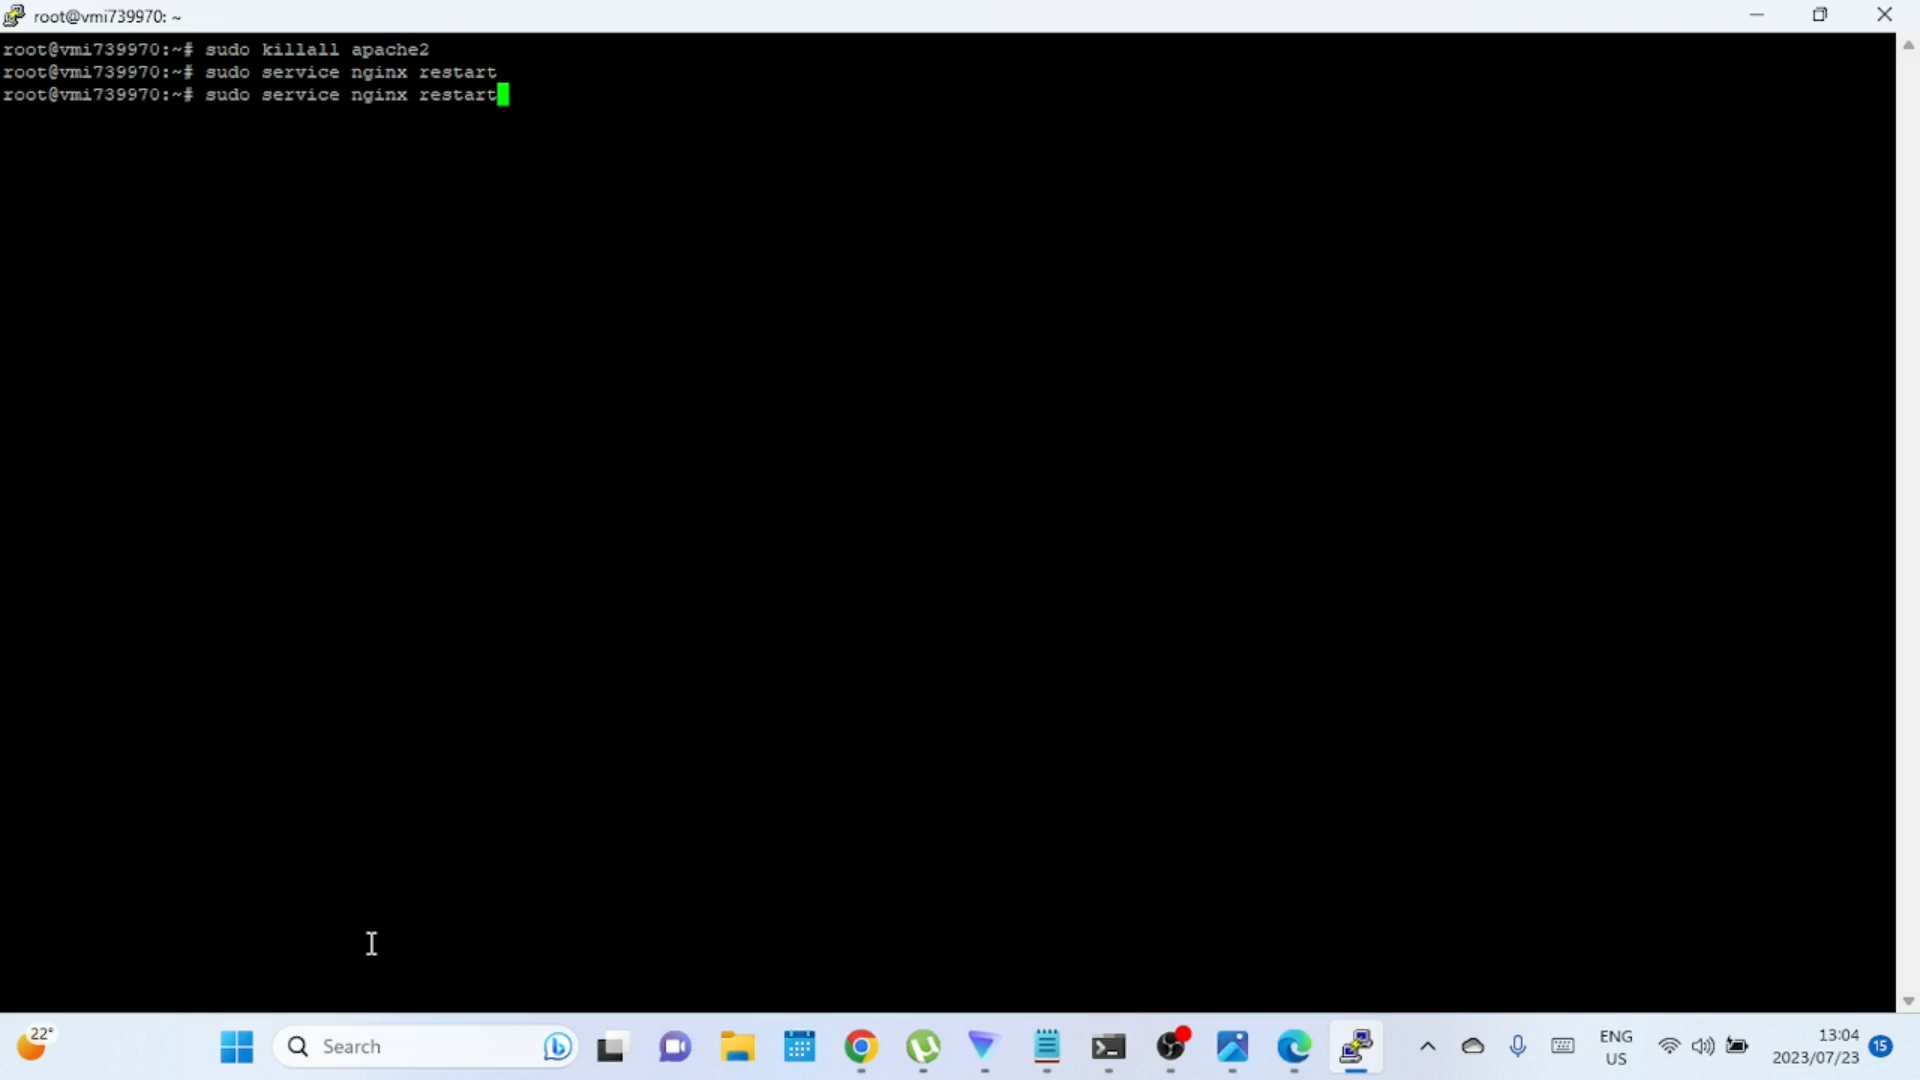 root@vmi739970: ~
root@vmi739970:~# sudo killall apache2
root@vmi739970:~# sudo service nginx restart
root@vmi739970:~# sudo service nginx restart
22°
Search
ENG
US
13:04
2023/07/23
15